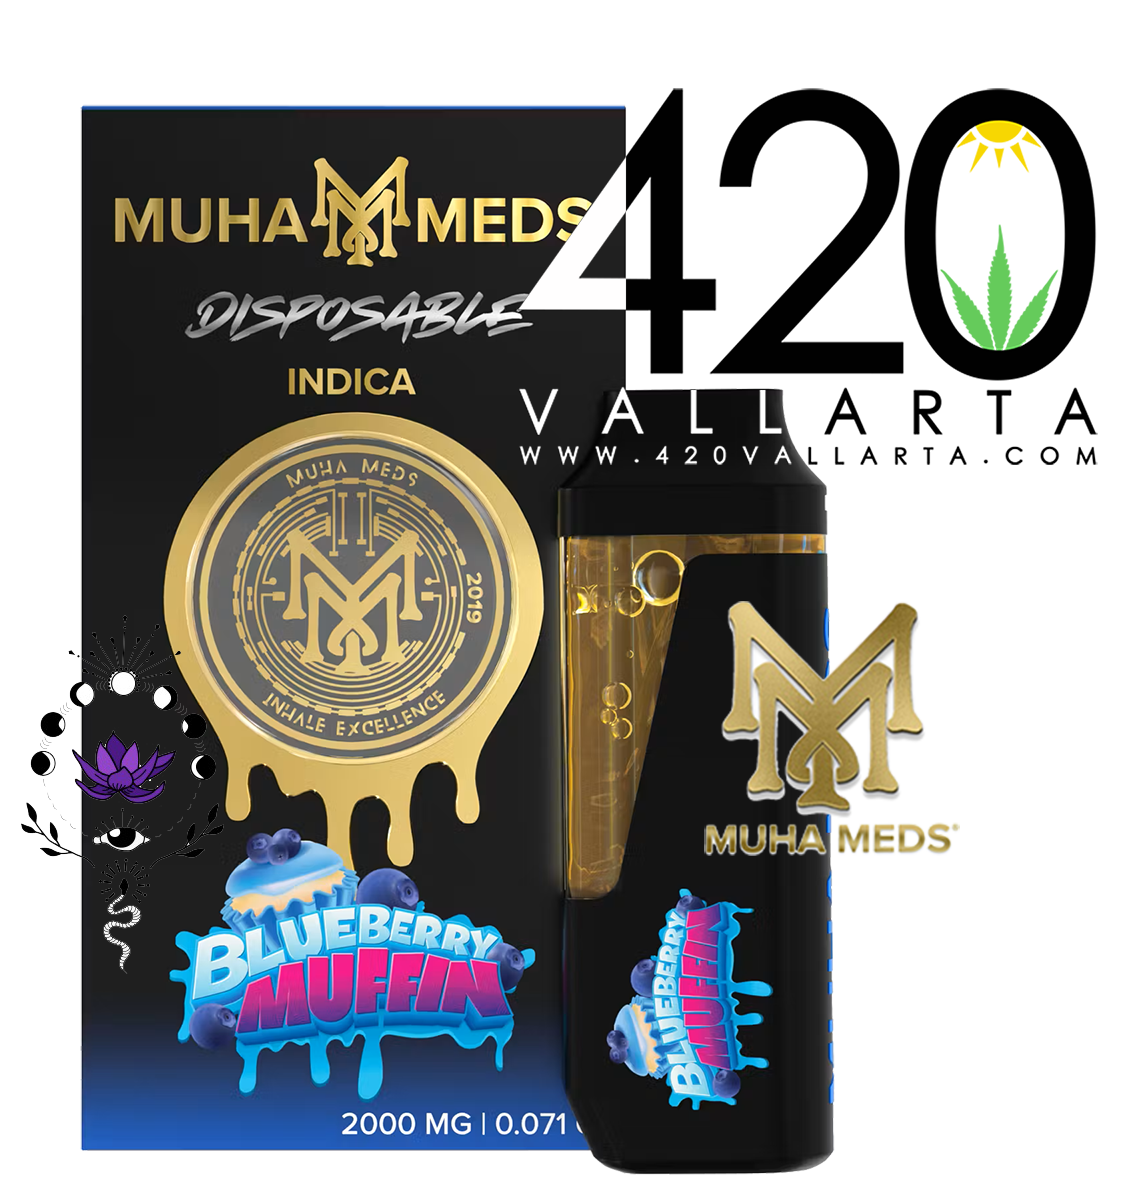 MUHA MEDS
DISPOSABLE
INDICA
MUHA MEDS
2019
INHALE EXCELLENCE
BLUEBERRY
MUFFIN
2000 MG | 0.071
420
VALLARTA
WWW.420VALLARTA.COM
MUHA MEDS
BLUEBERRY
MUFFIN